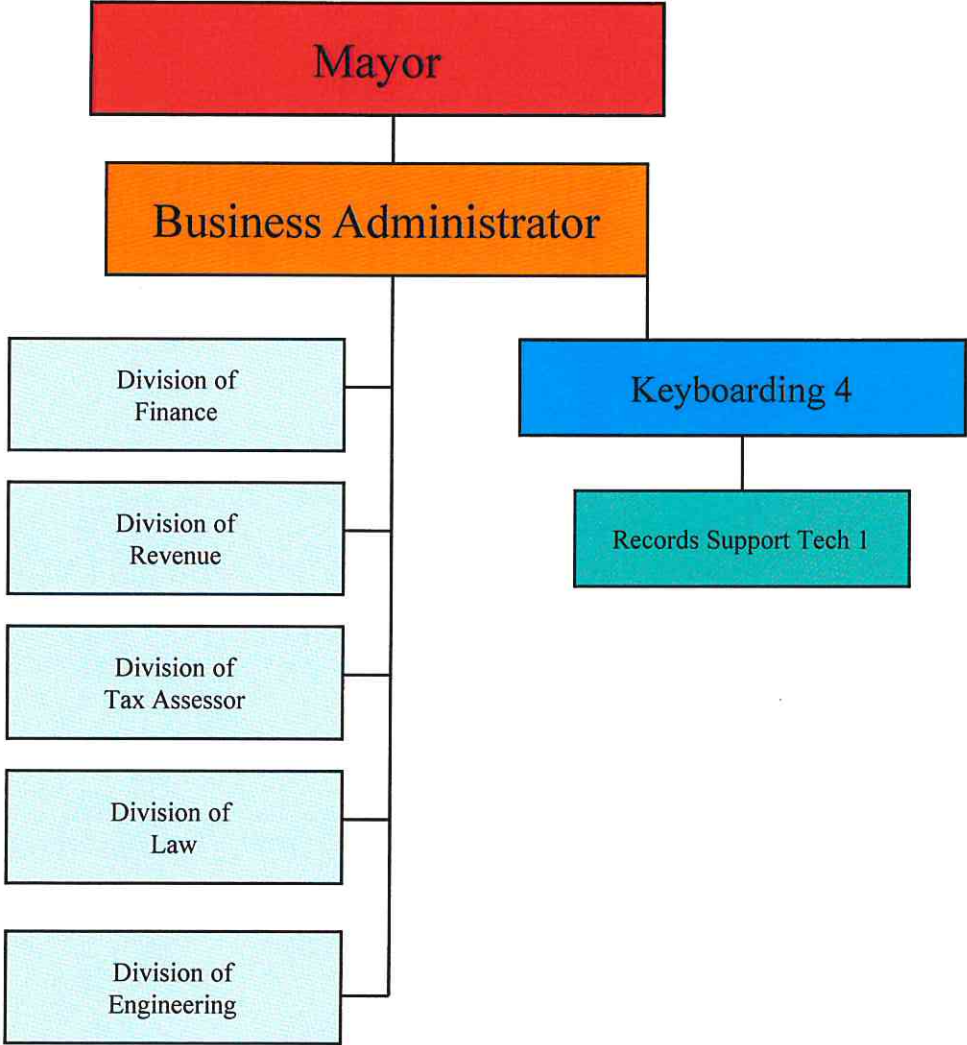 Mayor
Business Administrator
Division of
Finance
Keyboarding 4
Division of
Revenue
Records Support Tech 1
Division of
Tax Assessor
Division of
Law
Division of
Engineering